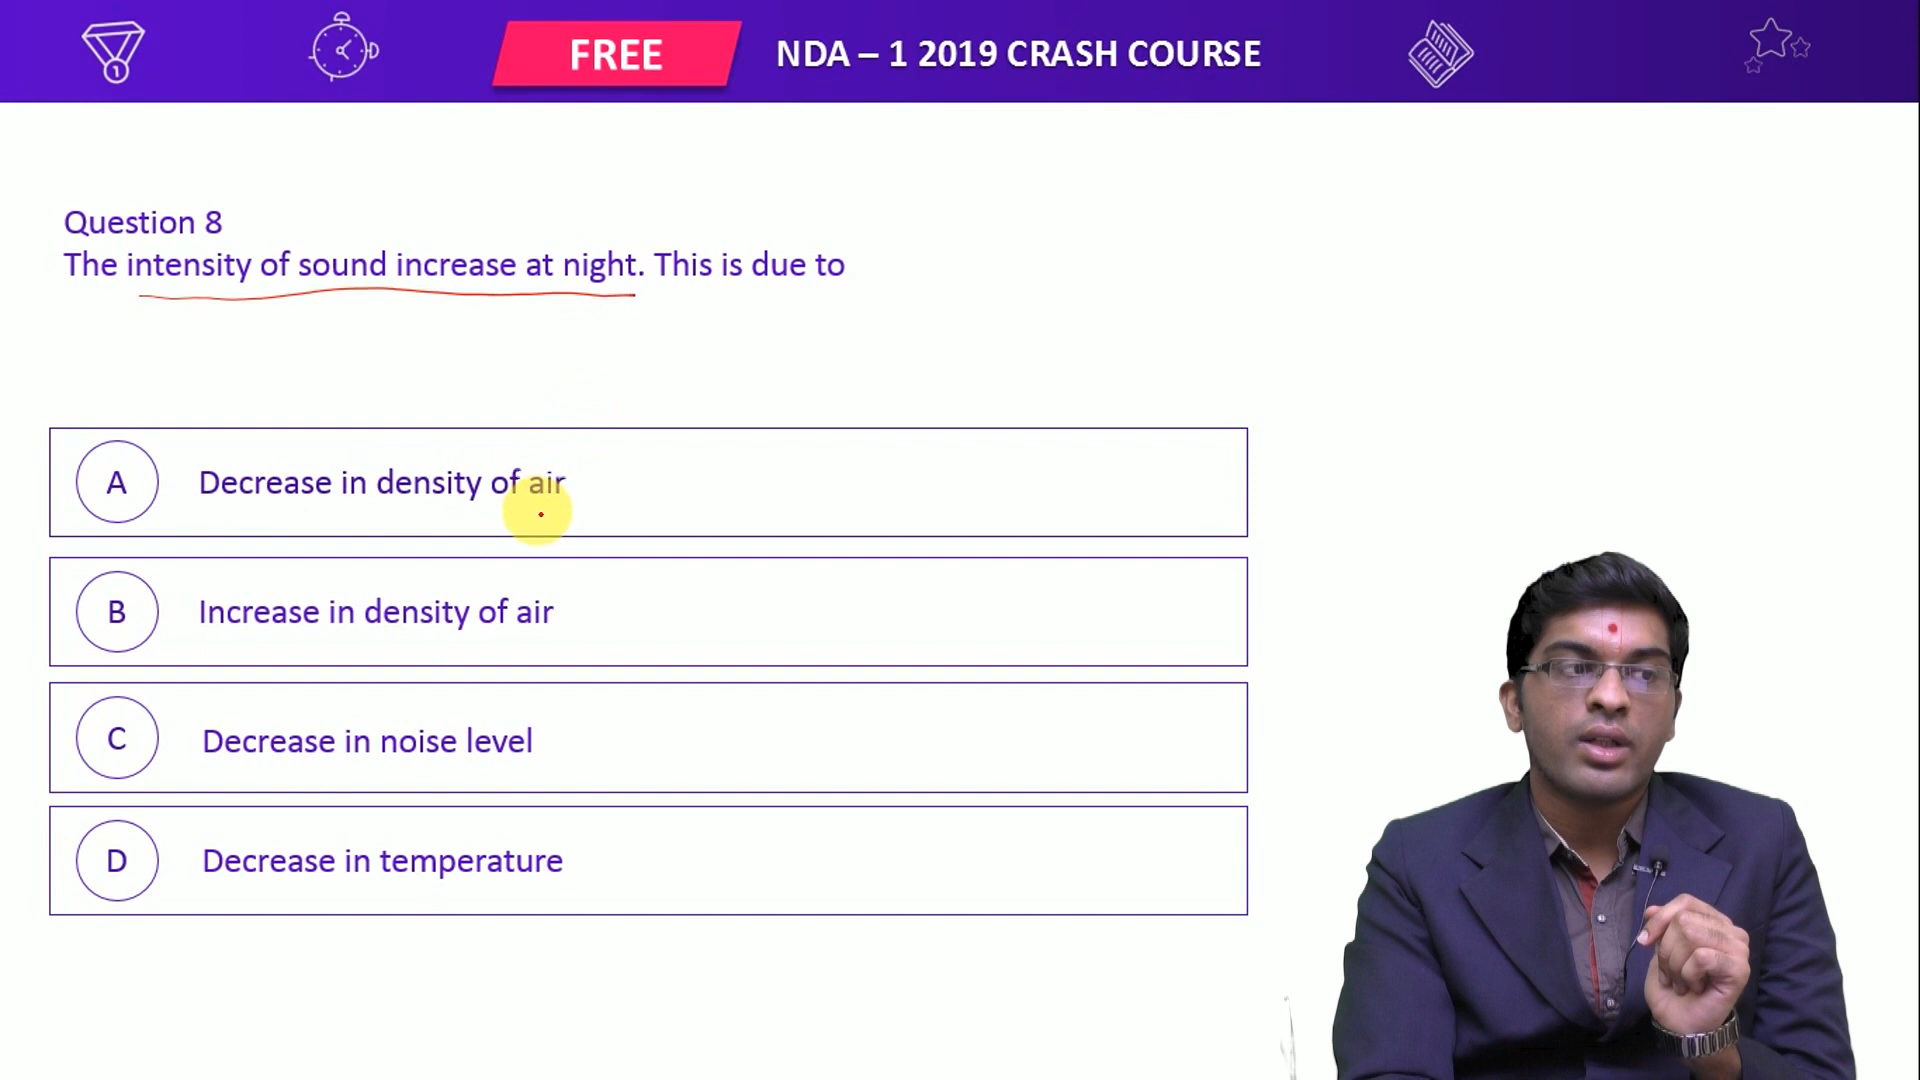 FREE
NDA – 1 2019 CRASH COURSE
1
Question 8
The intensity of sound increase at night. This is due to
A
Decrease in density of air
B
Increase in density of air
C
Decrease in noise level
D
Decrease in temperature